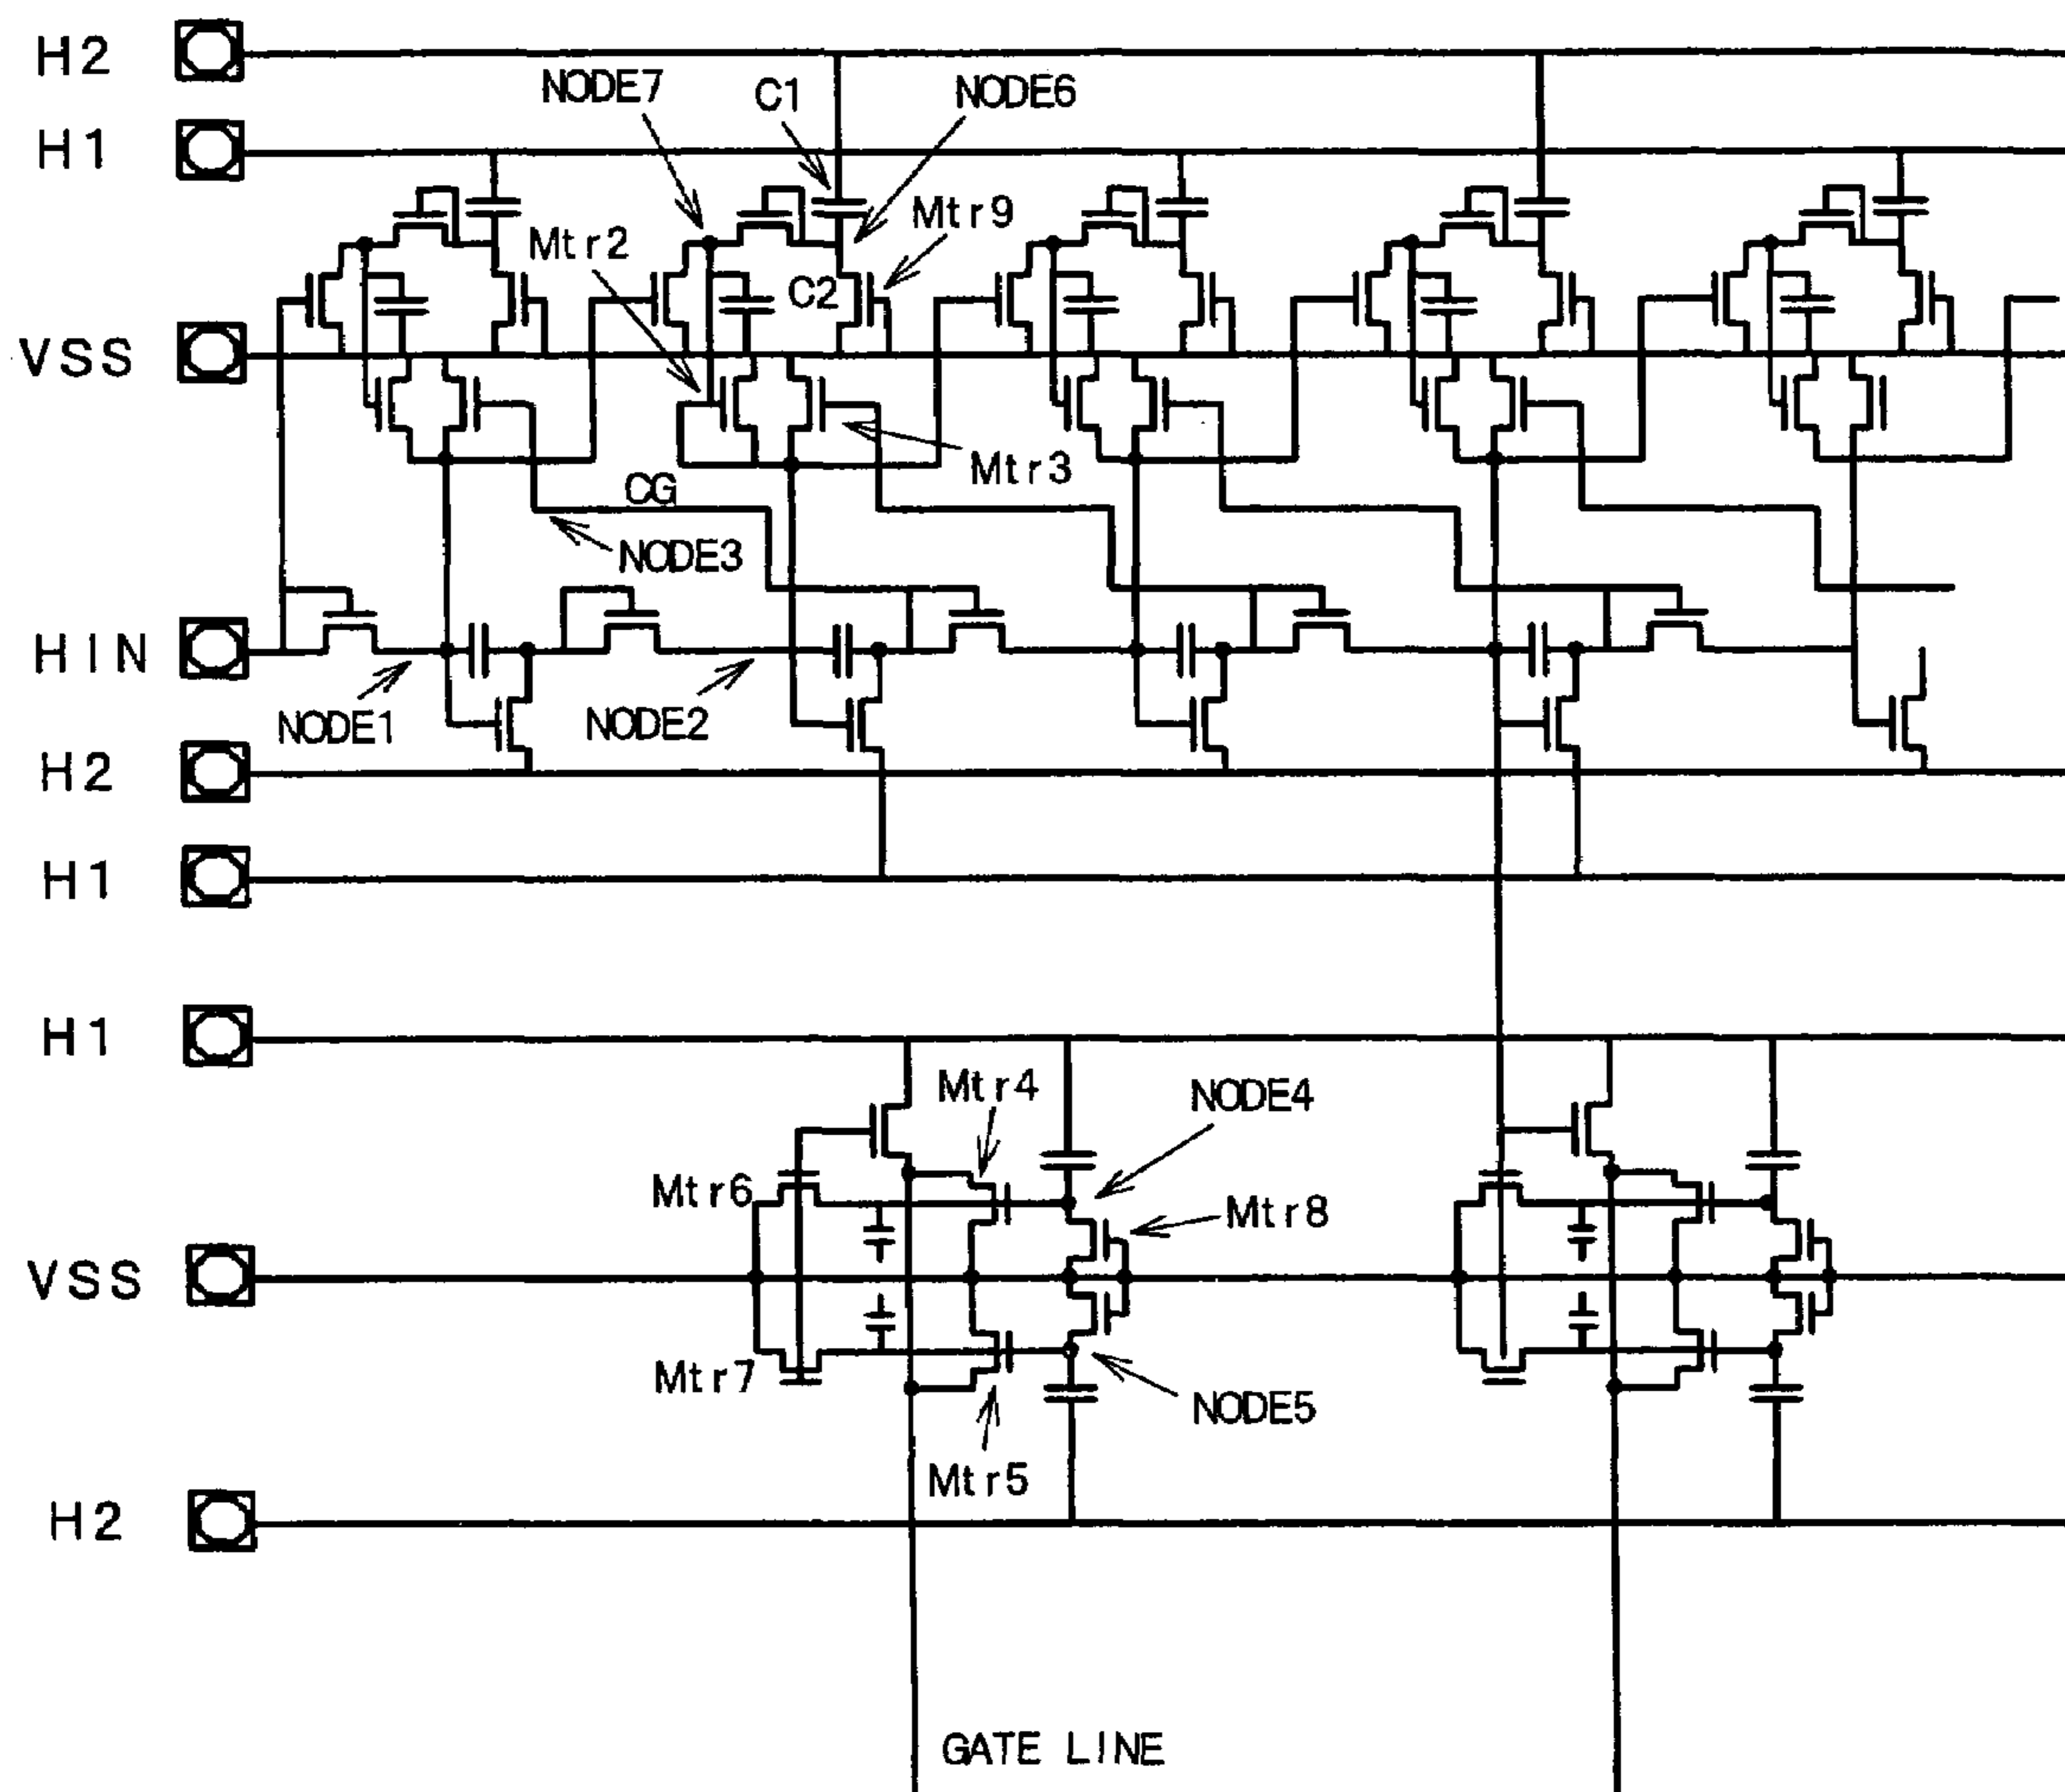 H2
NODE7
C1
NODE6
H1
Mtr9
Mtr2
C2
VSS
Mtr3
CG
NODE3
HIN
NODE1
NODE2
H2
H1
H1
Mtr4
NODE4
Mtr6
Mtr8
VSS
Mtr7
NODE5
Mtr5
H2
GATE LINE